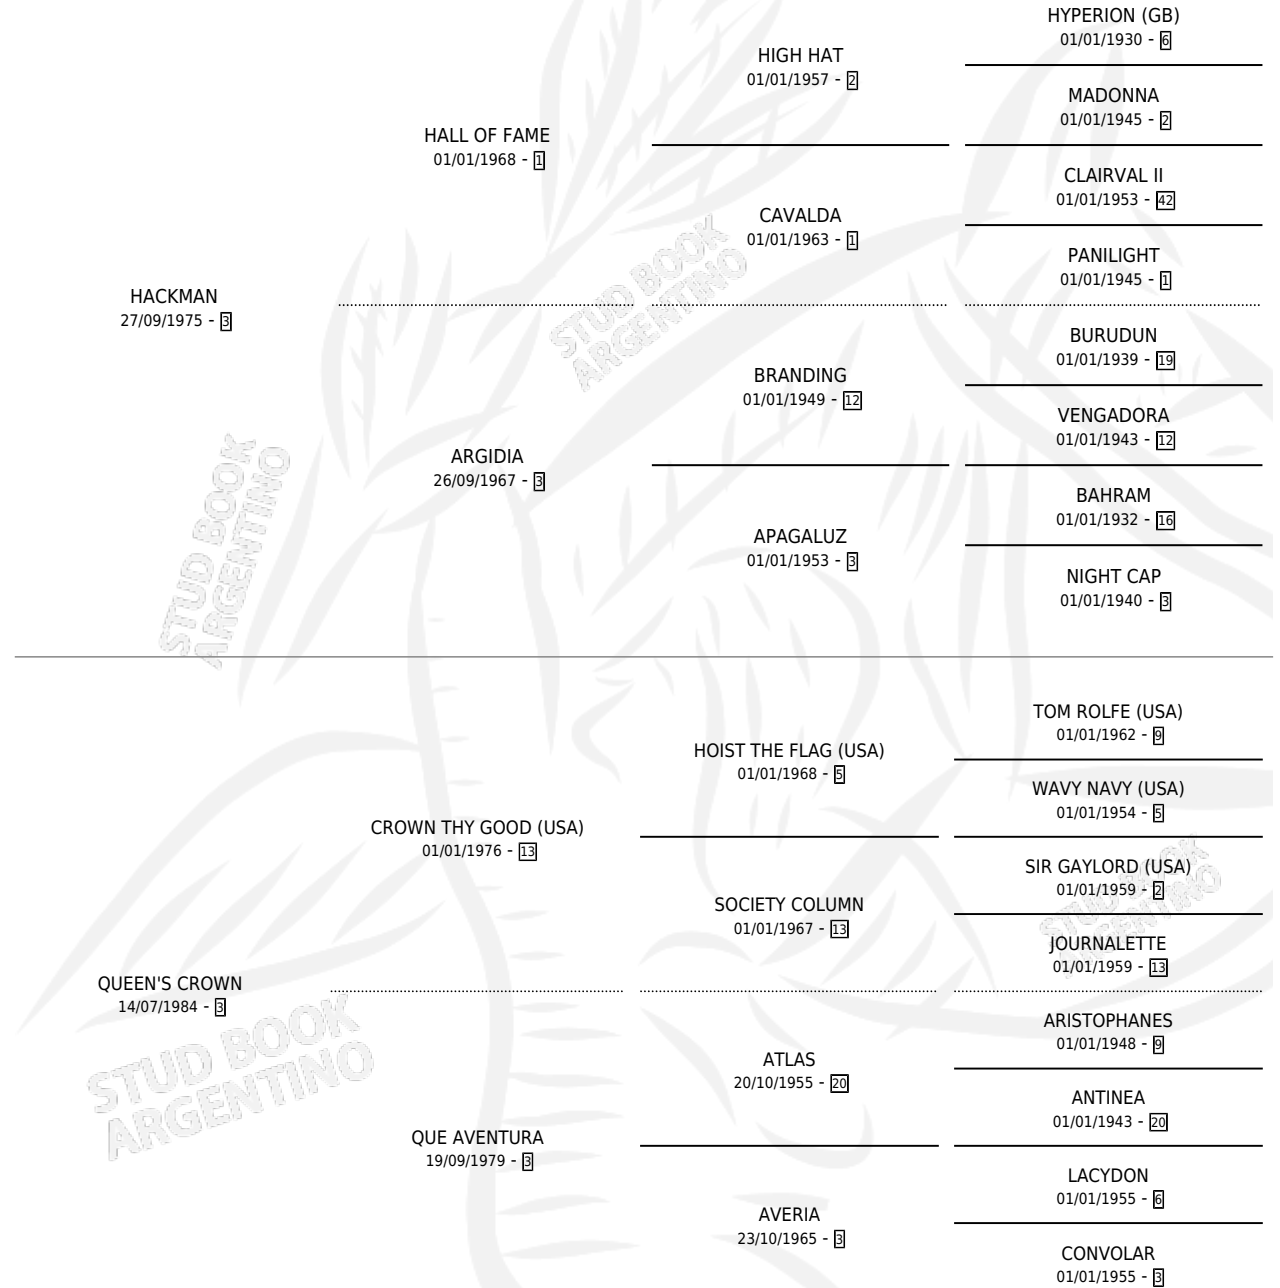 HYPERION (GB)
01/01/1930 - 6
HIGH HAT
01/01/1957 - 2
MADONNA
01/01/1945 - 2
HALL OF FAME
01/01/1968 - 1
CLAIRVAL II
01/01/1953 - 42
CAVALDA
01/01/1963 - 1
PANILIGHT
01/01/1945 - 1
HACKMAN
27/09/1975 - 3
BURUDUN
01/01/1939 - 19
BRANDING
01/01/1949 - 12
VENGADORA
01/01/1943 - 12
ARGIDIA
26/09/1967 - 3
BAHRAM
01/01/1932 - 16
APAGALUZ
01/01/1953 - 3
NIGHT CAP
01/01/1940 - 3
STUD BOOK
ARGENTINO
STUD BOOK
ARGENTINO
TOM ROLFE (USA)
01/01/1962 - 9
HOIST THE FLAG (USA)
01/01/1968 - 5
WAVY NAVY (USA)
01/01/1954 - 5
CROWN THY GOOD (USA)
01/01/1976 - 13
SIR GAYLORD (USA)
01/01/1959 - 2
SOCIETY COLUMN
01/01/1967 - 13
JOURNALETTE
01/01/1959 - 13
QUEEN'S CROWN
14/07/1984 - 3
ARISTOPHANES
01/01/1948 - 9
ATLAS
20/10/1955 - 20
ANTINEA
01/01/1943 - 20
QUE AVENTURA
19/09/1979 - 3
LACYDON
01/01/1955 - 6
AVERIA
23/10/1965 - 3
CONVOLAR
01/01/1955 - 3
STUD BOOK
ARGENTINO
STUD BOOK
ARGENTINO